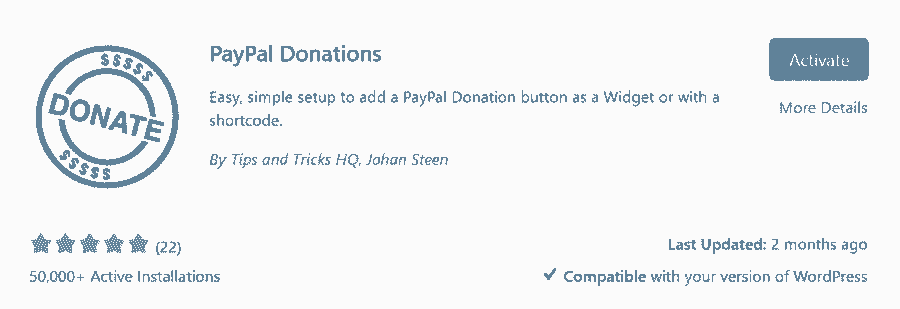 $$$$$
DONATE
$$$$$
PayPal Donations
Activate
Easy, simple setup to add a PayPal Donation button as a Widget or with a
shortcode.
More Details
By Tips and Tricks HQ, Johan Steen
(22)
Last Updated: 2 months ago
50,000+ Active Installations
Compatible with your version of WordPress